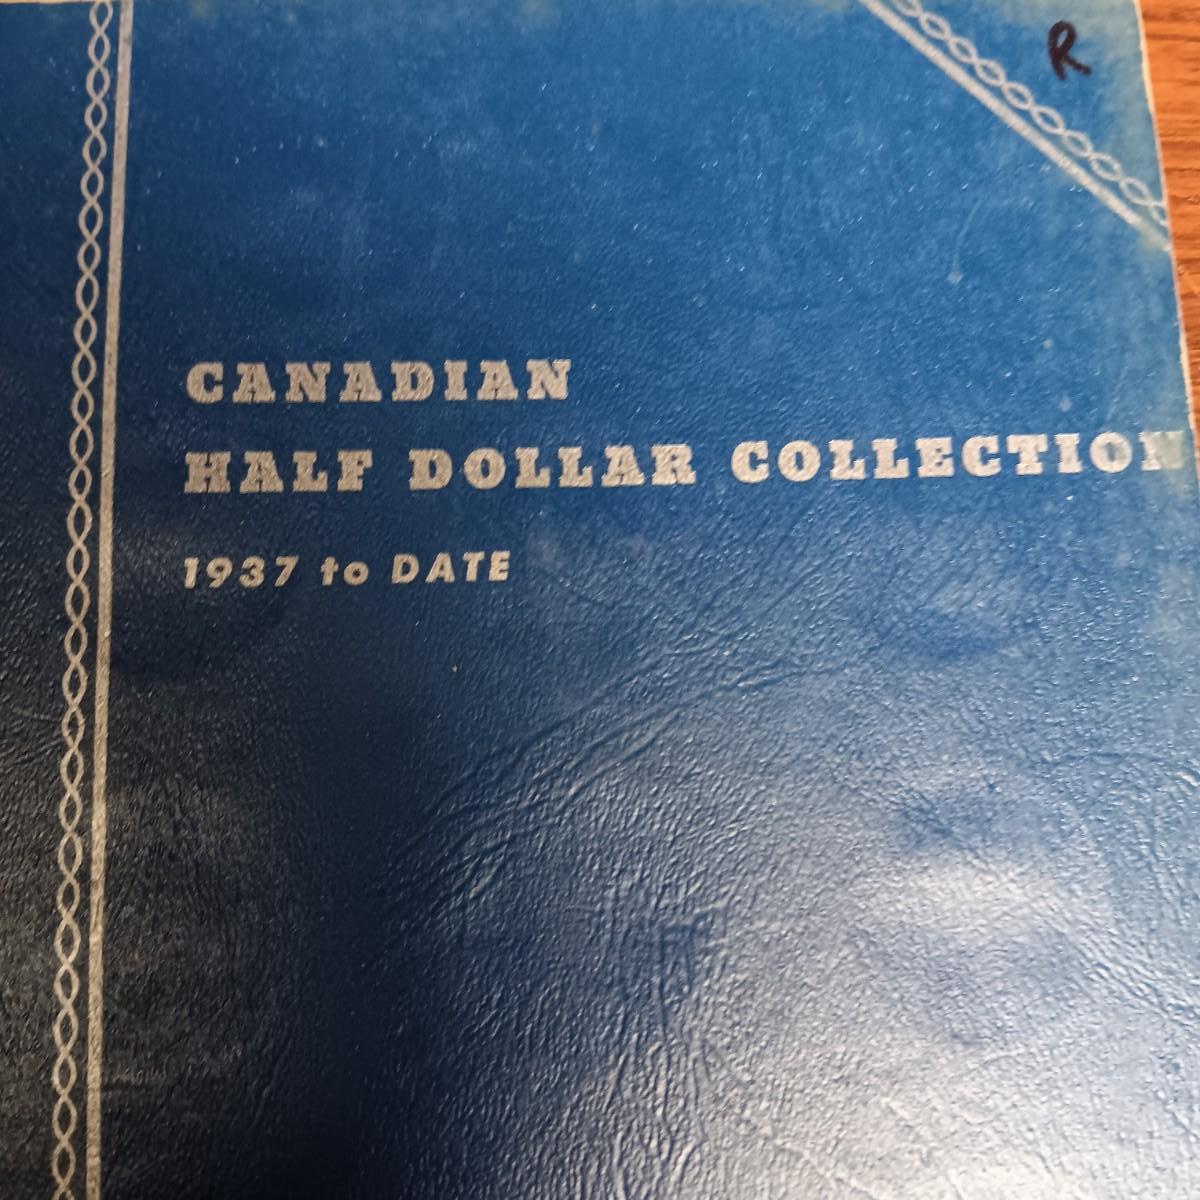 R
CANADIAN
HALF DOLLAR COLLECTION
1937 to DATE